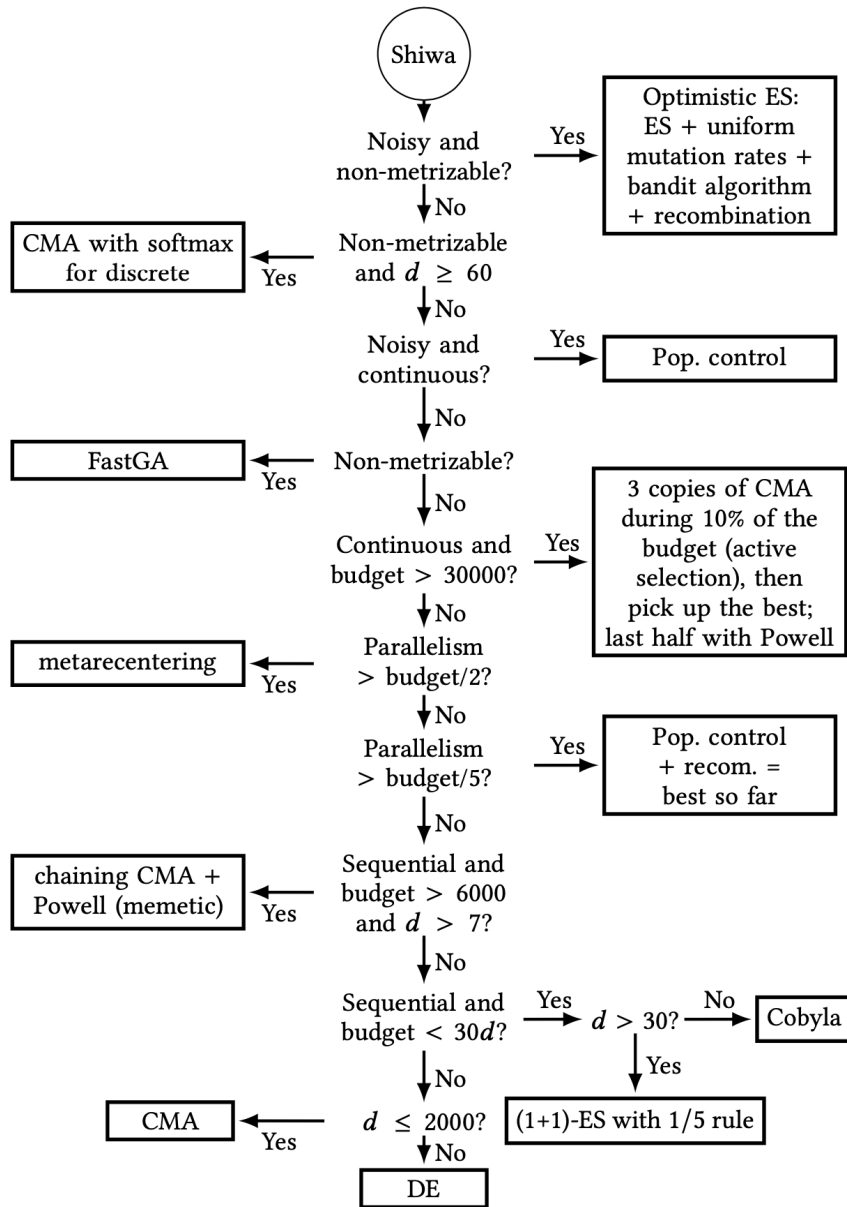 Shiwa
Noisy and
non-metrizable?
Yes
Optimistic ES:
ES + uniform
mutation rates +
bandit algorithm
+ recombination
No
Non-metrizable
and d ≥ 60
Yes
CMA with softmax
for discrete
No
Noisy and
continuous?
Yes
Pop. control
No
Non-metrizable?
Yes
FastGA
No
Continuous and
budget > 30000?
Yes
3 copies of CMA
during 10% of the
budget (active
selection), then
pick up the best;
last half with Powell
No
Parallelism
> budget/2?
Yes
metarecentering
No
Parallelism
> budget/5?
Yes
Pop. control
+ recom. =
best so far
No
Sequential and
budget > 6000
and d > 7?
Yes
chaining CMA +
Powell (memetic)
No
Sequential and
budget < 30d?
Yes
d > 30?
No
Cobyla
Yes
(1+1)-ES with 1/5 rule
No
d ≤ 2000?
Yes
CMA
No
DE